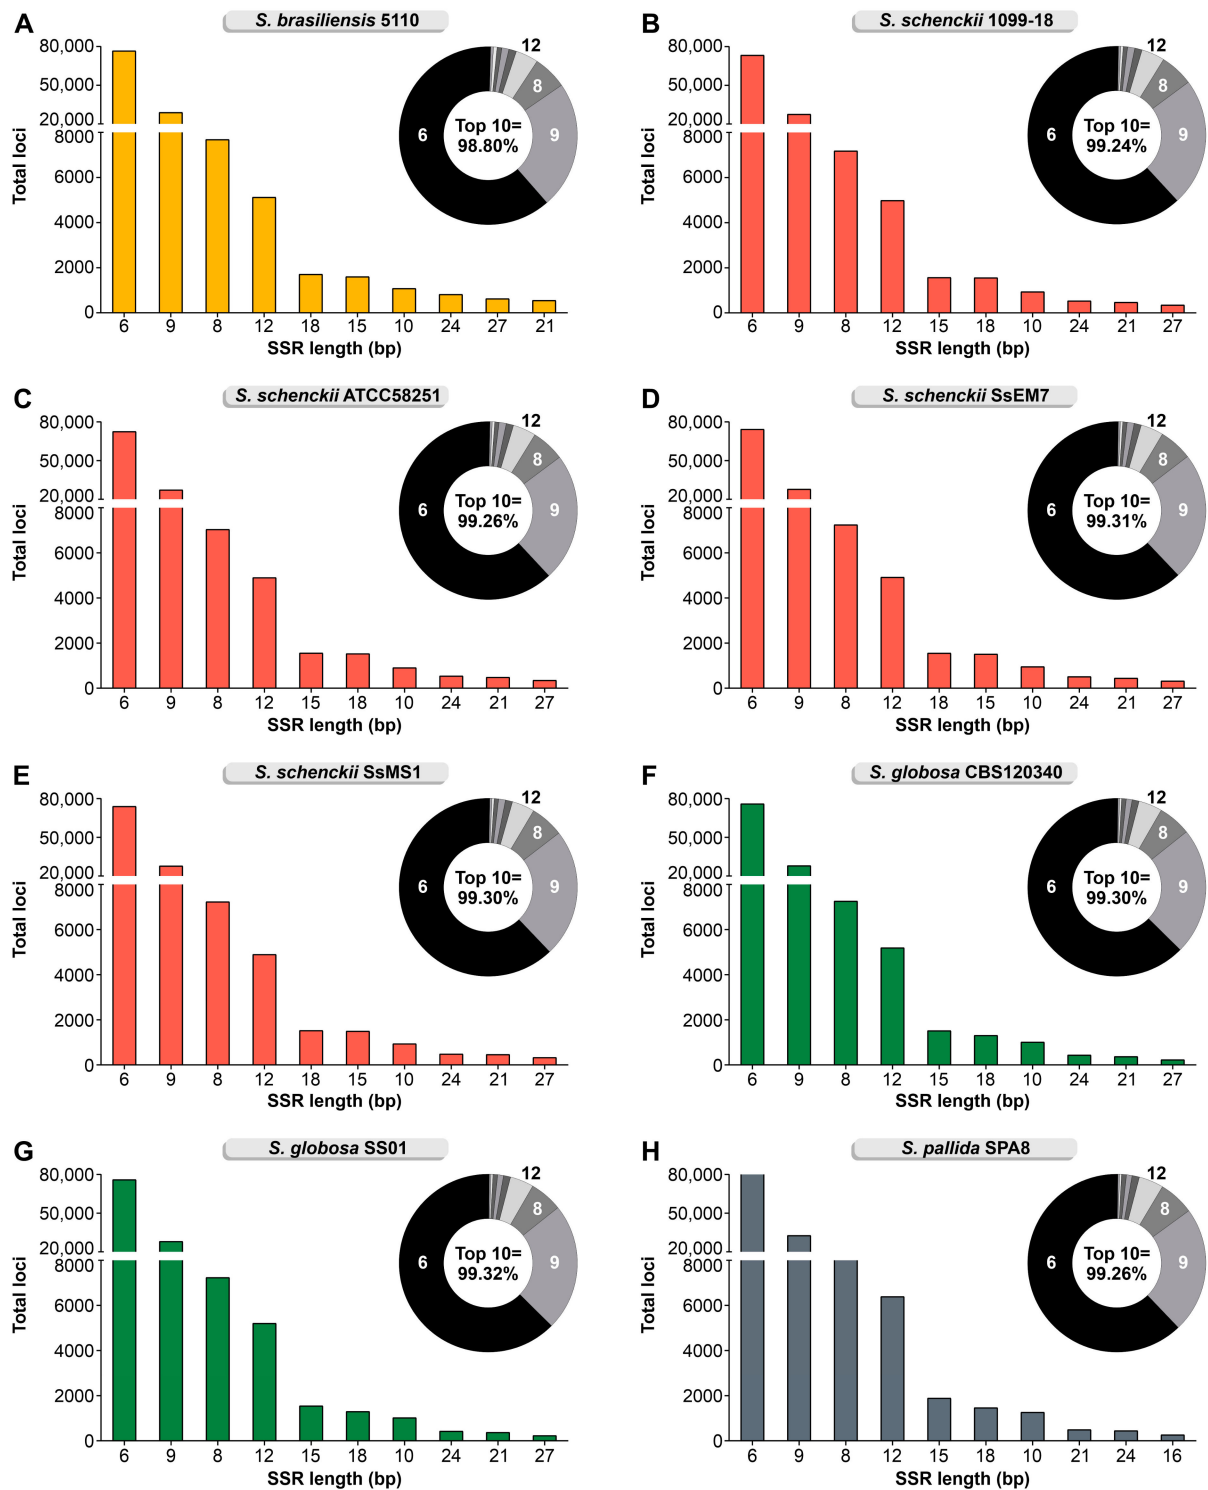 A
S. brasiliensis 5110
80,000
50,000
20,000
8000
6000
4000
2000
0
Total loci
6 9 8 12 18 15 10 24 27 21
SSR length (bp)
12
8
9
6
Top 10=
98.80%
B
S. schenckii 1099-18
80,000
50,000
20,000
8000
6000
4000
2000
0
Total loci
6 9 8 12 15 18 10 24 21 27
SSR length (bp)
12
8
9
6
Top 10=
99.24%
C
S. schenckii ATCC58251
80,000
50,000
20,000
8000
6000
4000
2000
0
Total loci
6 9 8 12 15 18 10 24 21 27
SSR length (bp)
12
8
9
6
Top 10=
99.26%
D
S. schenckii SsEM7
80,000
50,000
20,000
8000
6000
4000
2000
0
Total loci
6 9 8 12 18 15 10 24 21 27
SSR length (bp)
12
8
9
6
Top 10=
99.31%
E
S. schenckii SsMS1
80,000
50,000
20,000
8000
6000
4000
2000
0
Total loci
6 9 8 12 18 15 10 24 21 27
SSR length (bp)
12
8
9
6
Top 10=
99.30%
F
S. globosa CBS120340
80,000
50,000
20,000
8000
6000
4000
2000
0
Total loci
6 9 8 12 15 18 10 24 21 27
SSR length (bp)
12
8
9
6
Top 10=
99.30%
G
S. globosa SS01
80,000
50,000
20,000
8000
6000
4000
2000
0
Total loci
6 9 8 12 15 18 10 24 21 27
SSR length (bp)
12
8
9
6
Top 10=
99.32%
H
S. pallida SPA8
80,000
50,000
20,000
8000
6000
4000
2000
0
Total loci
6 9 8 12 15 18 10 21 24 16
SSR length (bp)
12
8
9
6
Top 10=
99.26%